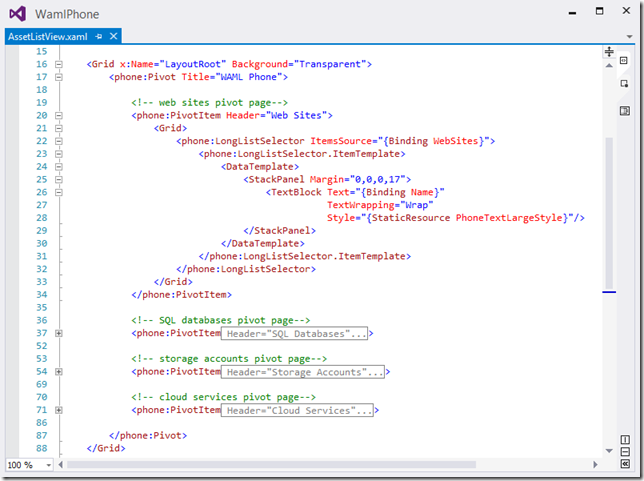 WamlPhone
AssetListView.xaml
15
16 <Grid x:Name="LayoutRoot" Background="Transparent">
17 <phone:Pivot Title="WAML Phone">
18
19 <!-- web sites pivot page-->
20 <phone:PivotItem Header="Web Sites">
21 <Grid>
22 <phone:LongListSelector ItemsSource="{Binding WebSites}">
23 <phone:LongListSelector.ItemTemplate>
24 <DataTemplate>
25 <StackPanel Margin="0,0,0,17">
26 <TextBlock Text="{Binding Name}"
27 TextWrapping="Wrap"
28 Style="{StaticResource PhoneTextLargeStyle}"/>
29 </StackPanel>
30 </DataTemplate>
31 </phone:LongListSelector.ItemTemplate>
32 </phone:LongListSelector>
33 </Grid>
34 </phone:PivotItem>
35
36 <!-- SQL databases pivot page-->
37 <phone:PivotItem Header="SQL Databases"...>
52
53 <!-- storage accounts pivot page-->
54 <phone:PivotItem Header="Storage Accounts"...>
69
70 <!-- cloud services pivot page-->
71 <phone:PivotItem Header="Cloud Services"...>
86
87 </phone:Pivot>
88 </Grid>
100 %